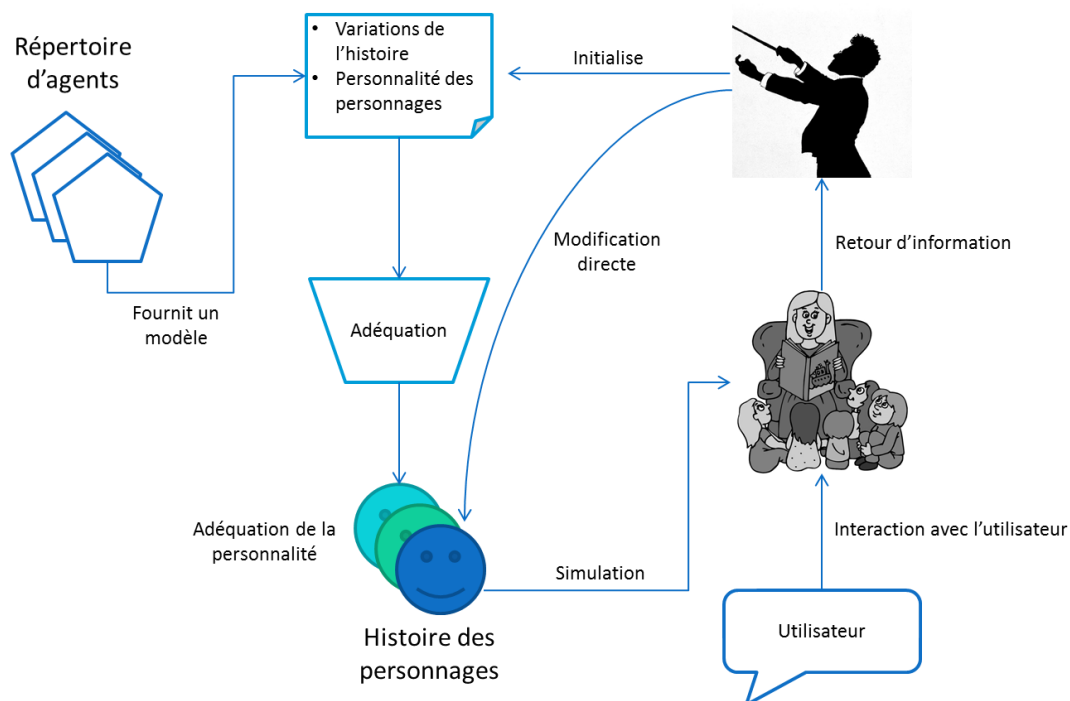 Répertoire
d’agents
• Variations de
l’histoire
• Personnalité des
personnages
Initialise
Fournit un
modèle
Modification
directe
Retour d’information
Adéquation
Adéquation de la
personnalité
Histoire des
personnages
Simulation
Interaction avec l’utilisateur
Utilisateur